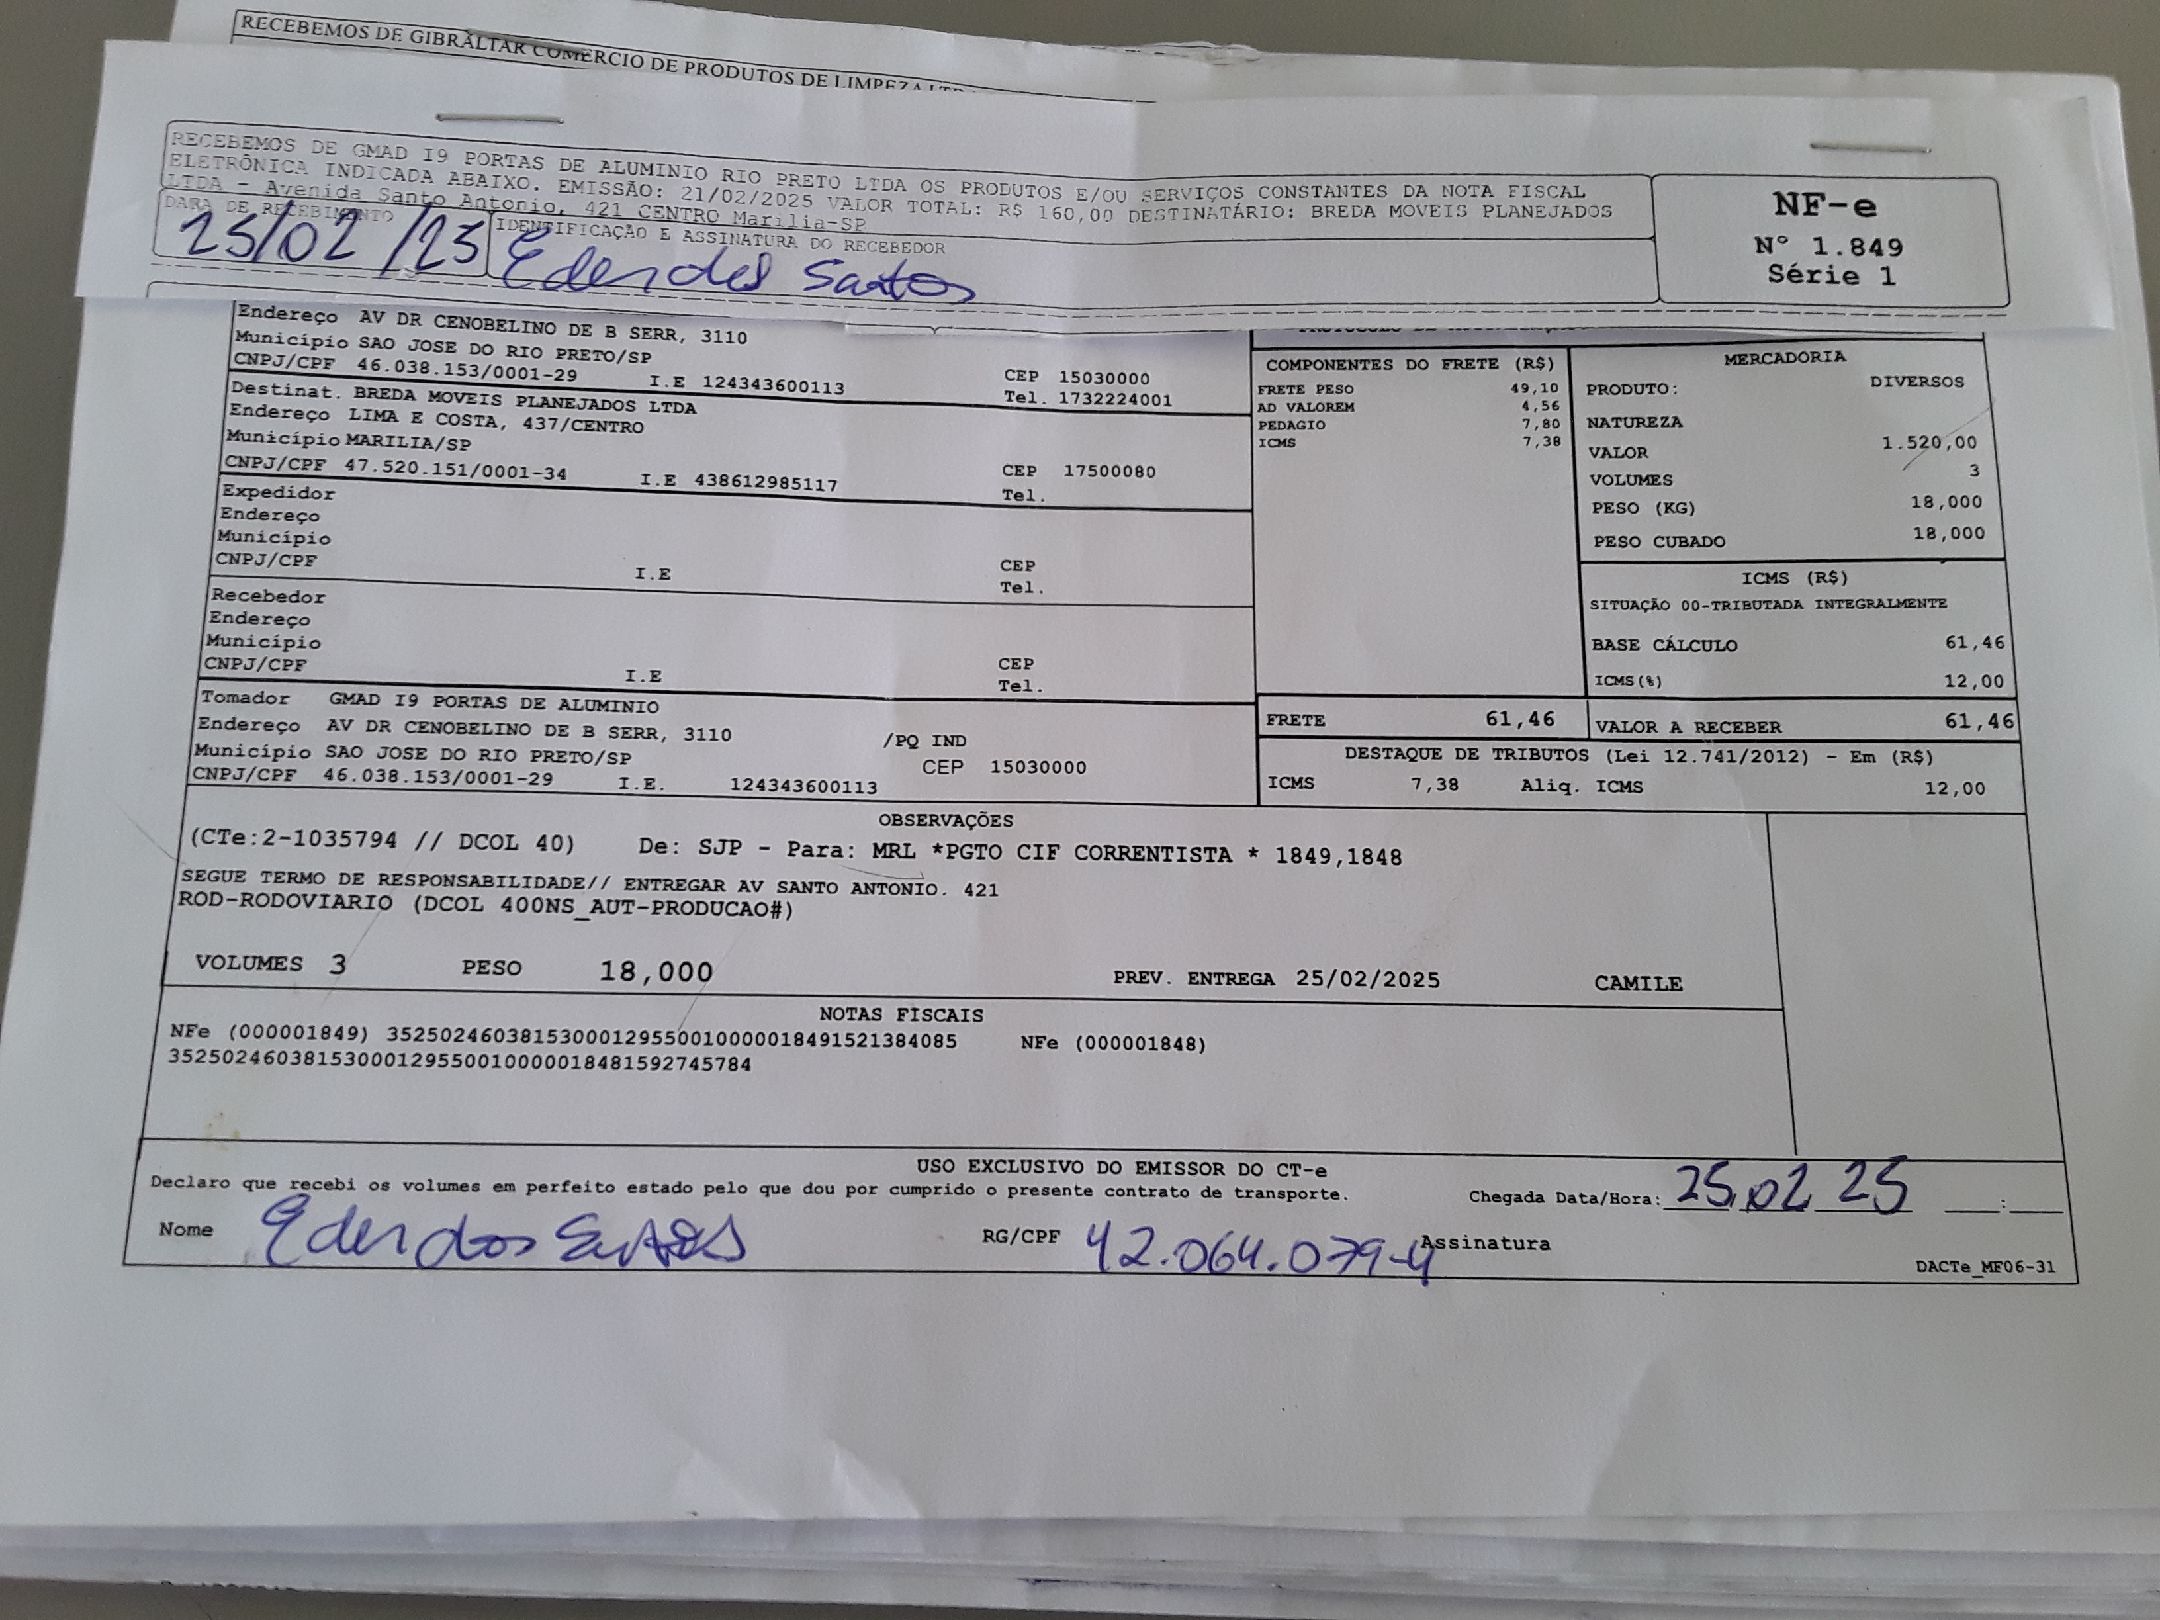 RECEBEMOS DE GIBRALTAR COMERCIO DE PRODUTOS DE LIMPEZA LTD
RECEBEMOS DE GMAD I9 PORTAS DE ALUMINIO RIO PRETO LTDA OS PRODUTOS E/OU SERVIÇOS CONSTANTES DA NOTA FISCAL
ELETRÔNICA INDICADA ABAIXO. EMISSÃO: 21/02/2025 VALOR TOTAL: R$ 160,00 DESTINATÁRIO: BREDA MOVEIS PLANEJADOS
LTDA - Avenida Santo Antonio, 421 CENTRO Marilia-SP
NF-e
Nº 1.849
Série 1
DARA DE RECEBIMENTO
IDENTIFICAÇÃO E ASSINATURA DO RECEBEDOR
25/02/25 Eder dos Santos
Endereço AV DR CENOBELINO DE B SERR, 3110
Município SAO JOSE DO RIO PRETO/SP CEP 15030000
CNPJ/CPF 46.038.153/0001-29 I.E 124343600113 Tel. 1732224001
Destinat. BREDA MOVEIS PLANEJADOS LTDA
Endereço LIMA E COSTA, 437/CENTRO
Município MARILIA/SP CEP 17500080
CNPJ/CPF 47.520.151/0001-34 I.E 438612985117 Tel.
Expedidor
Endereço
Município CEP
CNPJ/CPF I.E Tel.
Recebedor
Endereço
Município CEP
CNPJ/CPF I.E Tel.
Tomador GMAD I9 PORTAS DE ALUMINIO
Endereço AV DR CENOBELINO DE B SERR, 3110 /PQ IND
Município SAO JOSE DO RIO PRETO/SP CEP 15030000
CNPJ/CPF 46.038.153/0001-29 I.E. 124343600113
COMPONENTES DO FRETE (R$)
FRETE PESO 49,10
AD VALOREM 4,56
PEDAGIO 7,80
ICMS 7,38
MERCADORIA
PRODUTO: DIVERSOS
NATUREZA
VALOR 1.520,00
VOLUMES 3
PESO (KG) 18,000
PESO CUBADO 18,000
ICMS (R$)
SITUAÇÃO 00-TRIBUTADA INTEGRALMENTE
BASE CÁLCULO 61,46
ICMS(%) 12,00
FRETE 61,46 VALOR A RECEBER 61,46
DESTAQUE DE TRIBUTOS (Lei 12.741/2012) - Em (R$)
ICMS 7,38 Aliq. ICMS 12,00
OBSERVAÇÕES
(CTe:2-1035794 // DCOL 40) De: SJP - Para: MRL *PGTO CIF CORRENTISTA * 1849,1848
SEGUE TERMO DE RESPONSABILIDADE// ENTREGAR AV SANTO ANTONIO. 421
ROD-RODOVIARIO (DCOL 400NS_AUT-PRODUCAO#)
VOLUMES 3 PESO 18,000 PREV. ENTREGA 25/02/2025 CAMILE
NOTAS FISCAIS
NFe (000001849) 35250246038153000129550010000018491521384085 NFe (000001848)
35250246038153000129550010000018481592745784
USO EXCLUSIVO DO EMISSOR DO CT-e
Declaro que recebi os volumes em perfeito estado pelo que dou por cumprido o presente contrato de transporte. Chegada Data/Hora: 25.02 25 :
Nome Eder dos Santos RG/CPF 42.064.079-4 Assinatura
DACTe_MF06-31